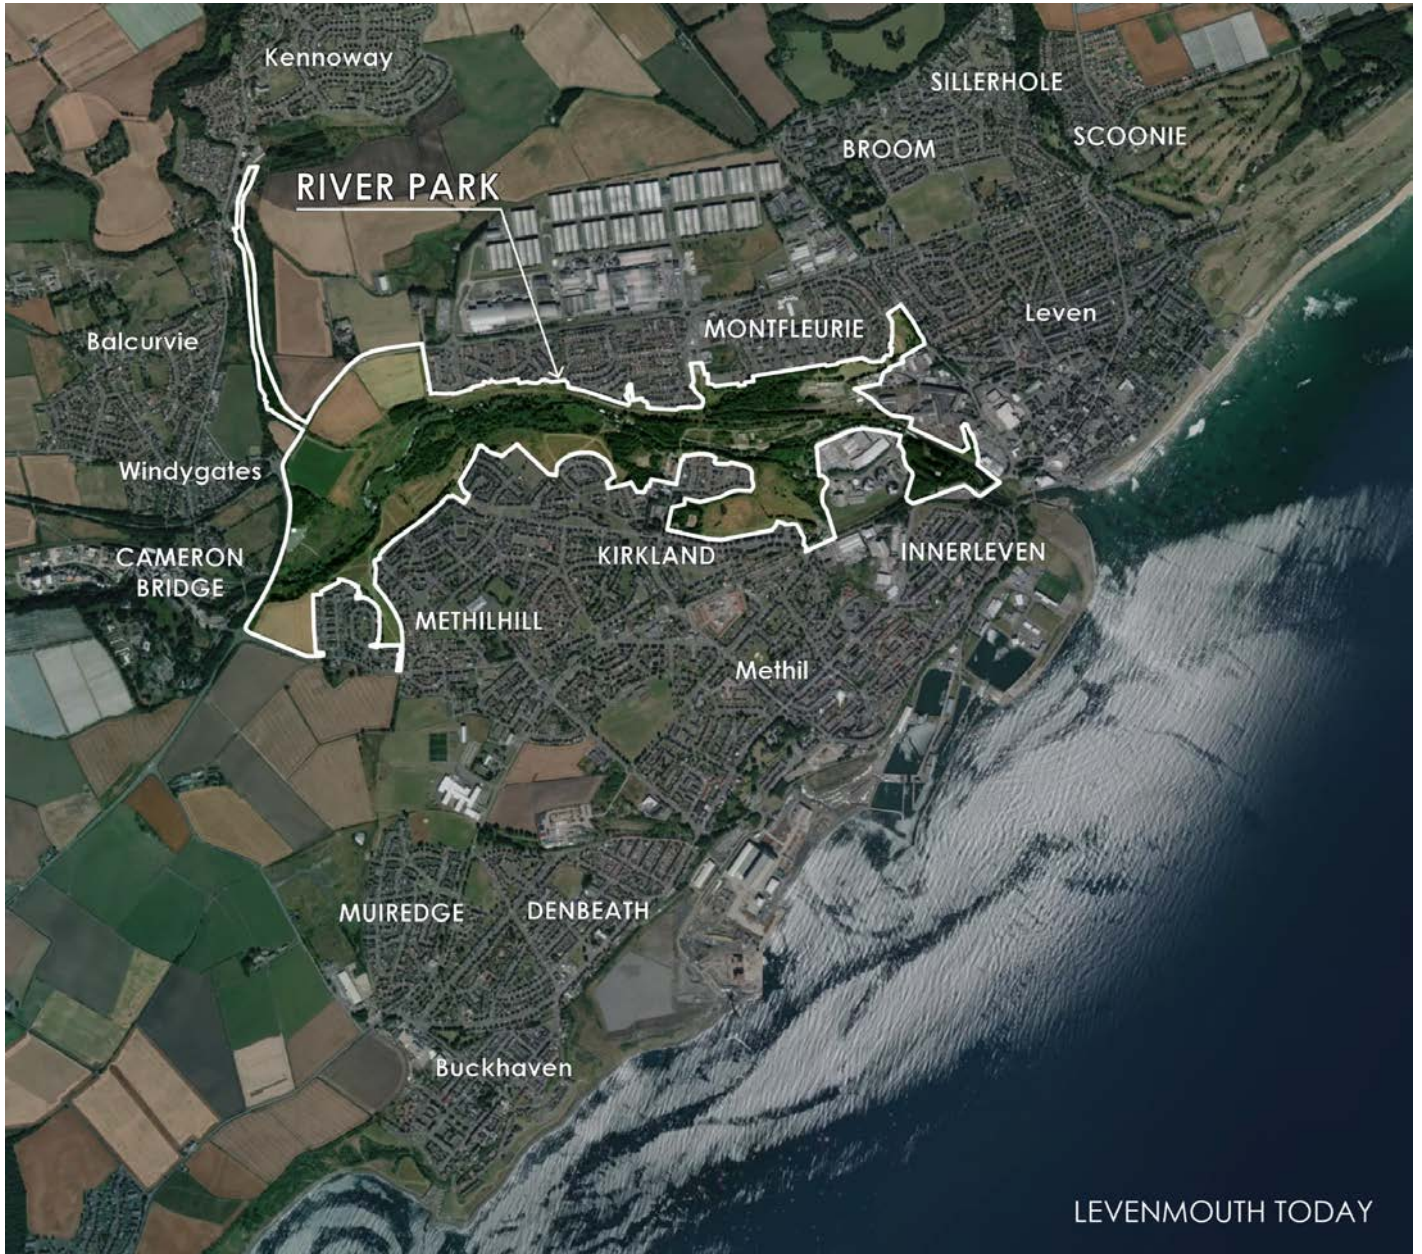 Kennoway
SILLERHOLE
SCOONIE
BROOM
RIVER PARK
Leven
MONTFLEURIE
Balcurvie
Windygates
CAMERON
BRIDGE
KIRKLAND
INNERLEVEN
METHILHILL
Methil
MUIREDGE
DENBEATH
Buckhaven
LEVENMOUTH TODAY